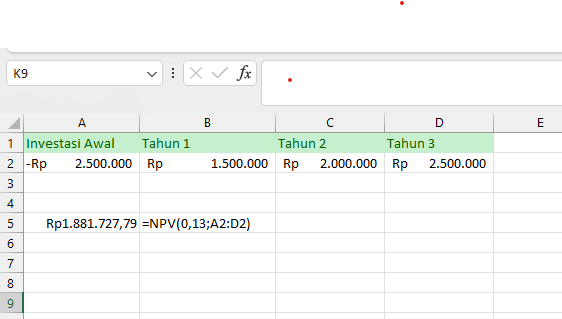 K9 fx
A B C D E
1 Investasi Awal Tahun 1 Tahun 2 Tahun 3
2 -Rp 2.500.000 Rp 1.500.000 Rp 2.000.000 Rp 2.500.000
3
4
5 Rp1.881.727,79 =NPV(0,13;A2:D2)
6
7
8
9